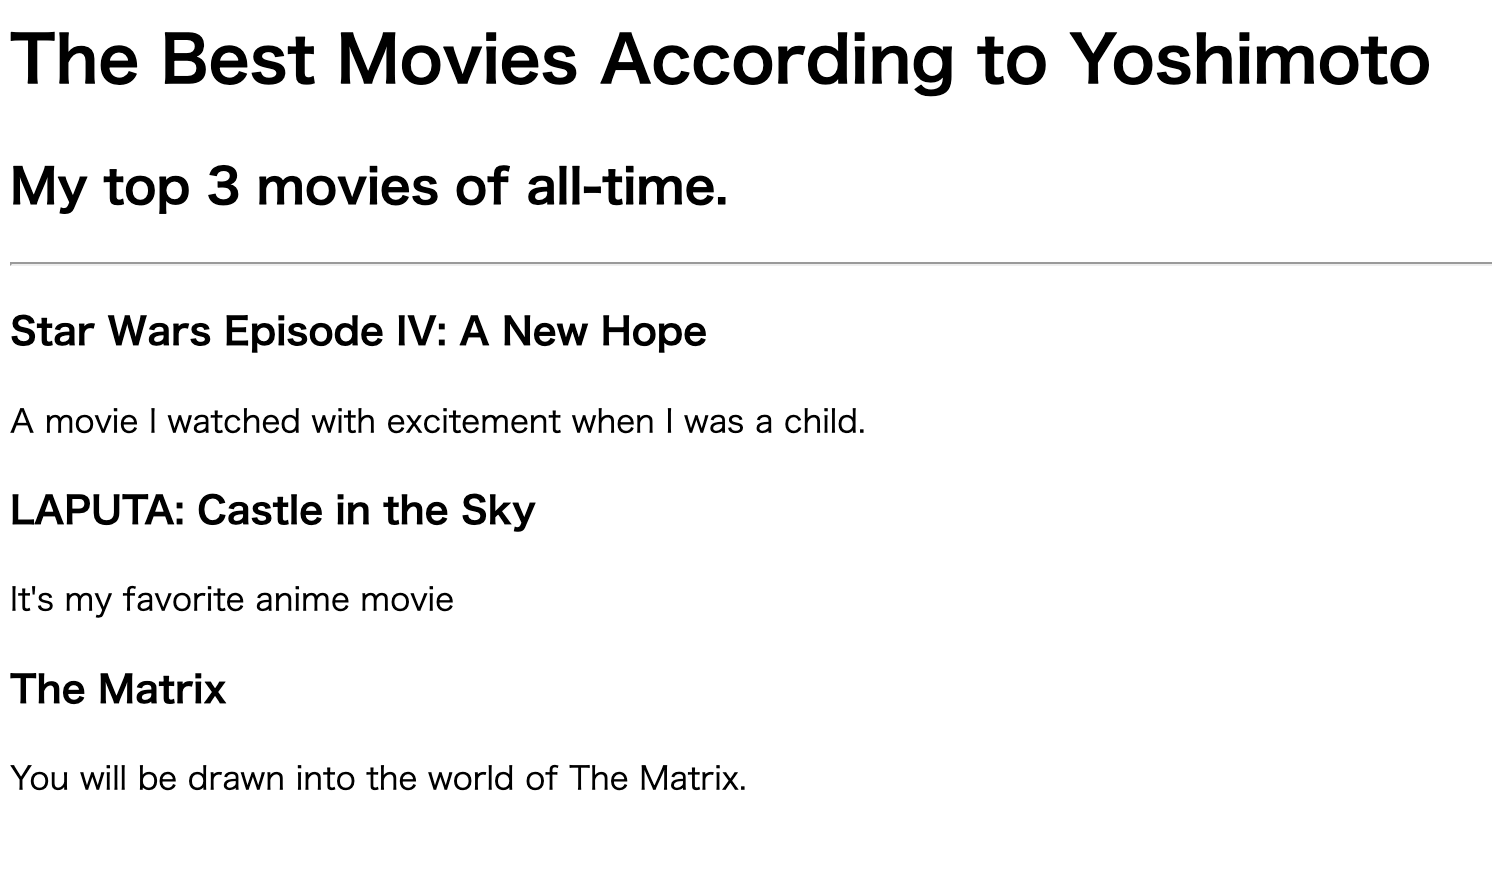 The Best Movies According to Yoshimoto
My top 3 movies of all-time.
Star Wars Episode IV: A New Hope
A movie I watched with excitement when I was a child.
LAPUTA: Castle in the Sky
It's my favorite anime movie
The Matrix
You will be drawn into the world of The Matrix.